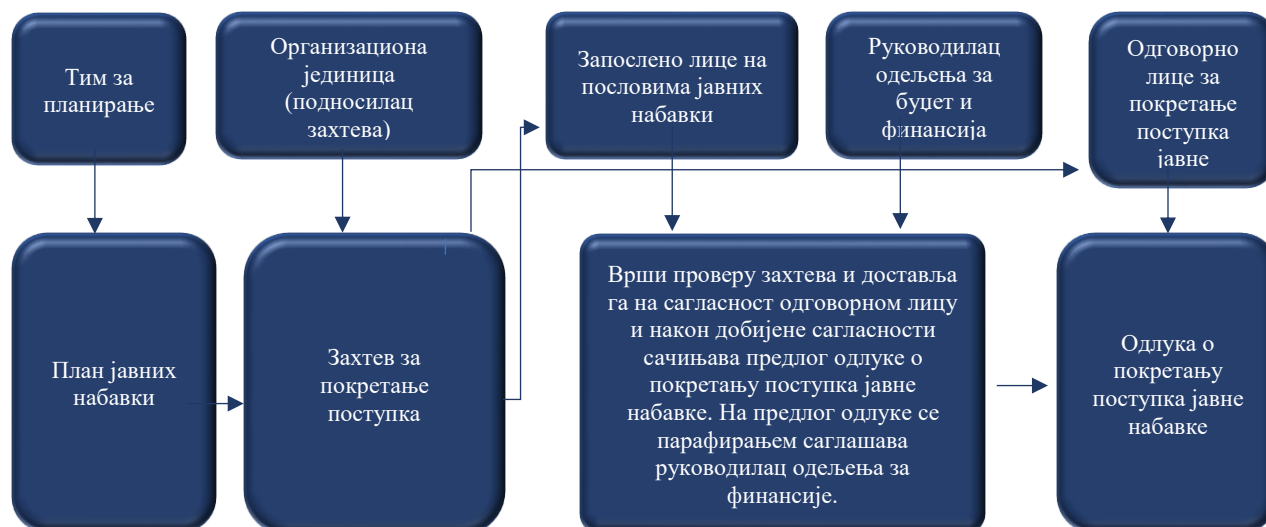 Тим за
планирање
Организациона
јединица
(подносилац
захтева)
Запослено лице на
пословима јавних
набавки
Руководилац
одељења за
буџет и
финансија
Одговорно
лице за
покретање
поступка
јавне
План јавних
набавки
Захтев за
покретање
поступка
Врши проверу захтева и доставља
га на сагласност одговорном лицу
и након добијене сагласности
сачињава предлог одлуке о
покретању поступка јавне
набавке. На предлог одлуке се
парафирањем саглашава
руководилац одељења за
финансије.
Одлука о
покретању
поступка јавне
набавке